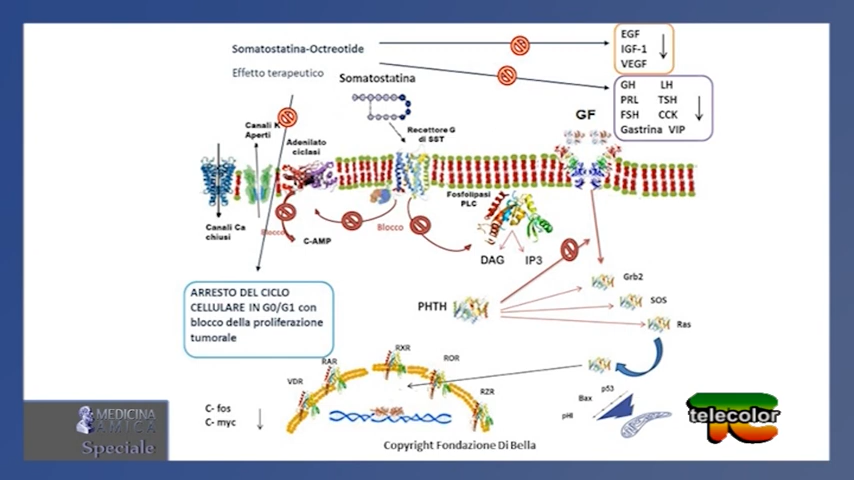 Somatostatina-Octreotide
Effetto terapeutico
EGF
IGF-1
VEGF
Somatostatina
GH LH
PRL TSH
FSH CCK
Gastrina VIP
GF
Canali K
Aperti
Adenilato
ciclasi
Recettore G
di SST
Fosfolipasi
PLC
Canali Ca
chiusi
Blocco
C-AMP
Blocco
DAG IP3
Grb2
SOS
Ras
PHTH
ARRESTO DEL CICLO
CELLULARE IN G0/G1 con
blocco della proliferazione
tumorale
VDR
RAR
RXR
ROR
RZR
C- fos
C- myc
p53
Bax
pHI
Copyright Fondazione Di Bella
MEDICINA
AMICA
Speciale
telecolor